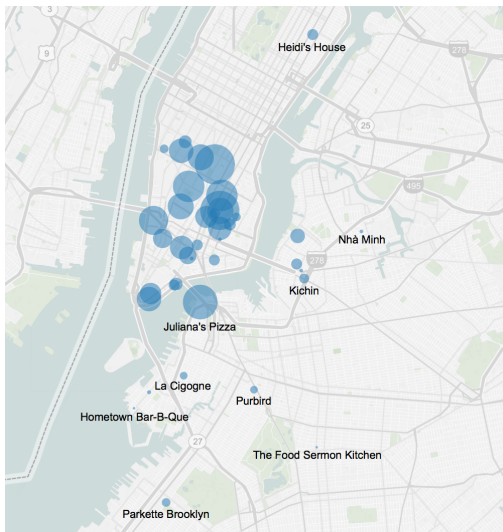 3
Heidi's House
9
278
25
495
Nhà Minh
278
Kichin
Juliana's Pizza
La Cigogne
Purbird
Hometown Bar-B-Que
27
The Food Sermon Kitchen
Parkette Brooklyn